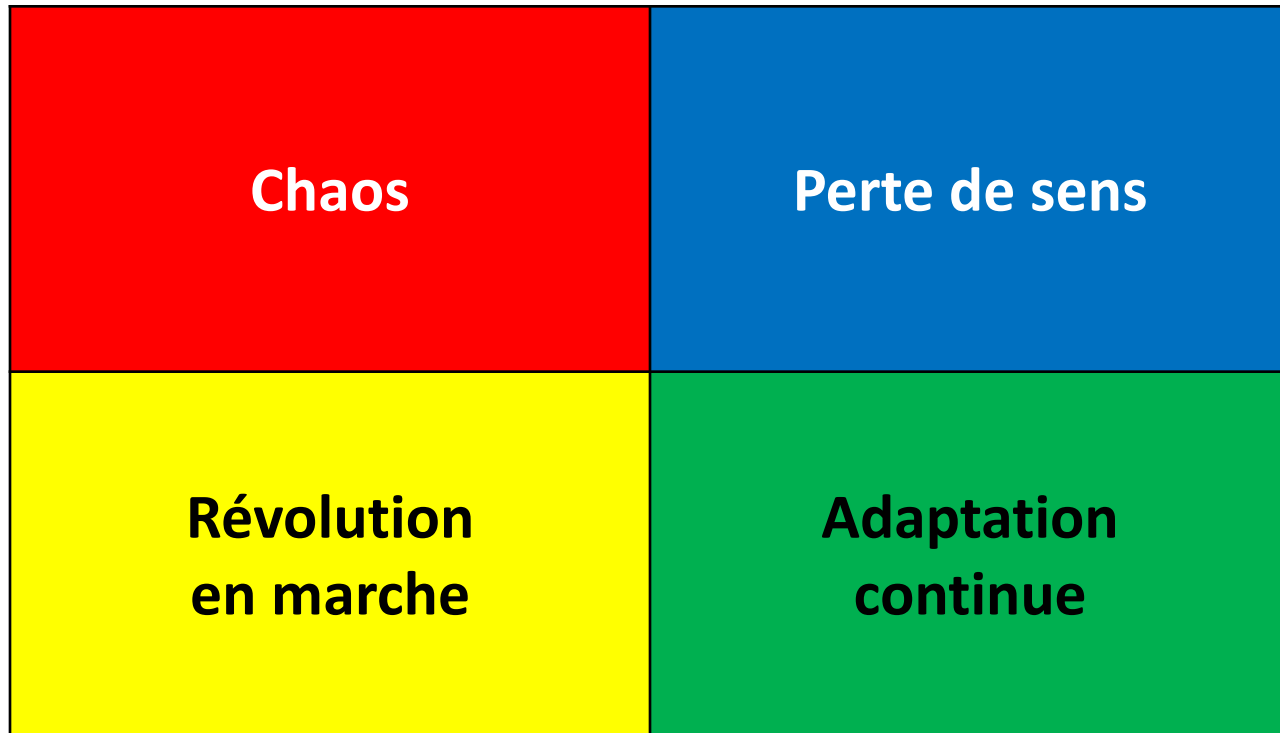 Chaos
Perte de sens
Révolution
en marche
Adaptation
continue